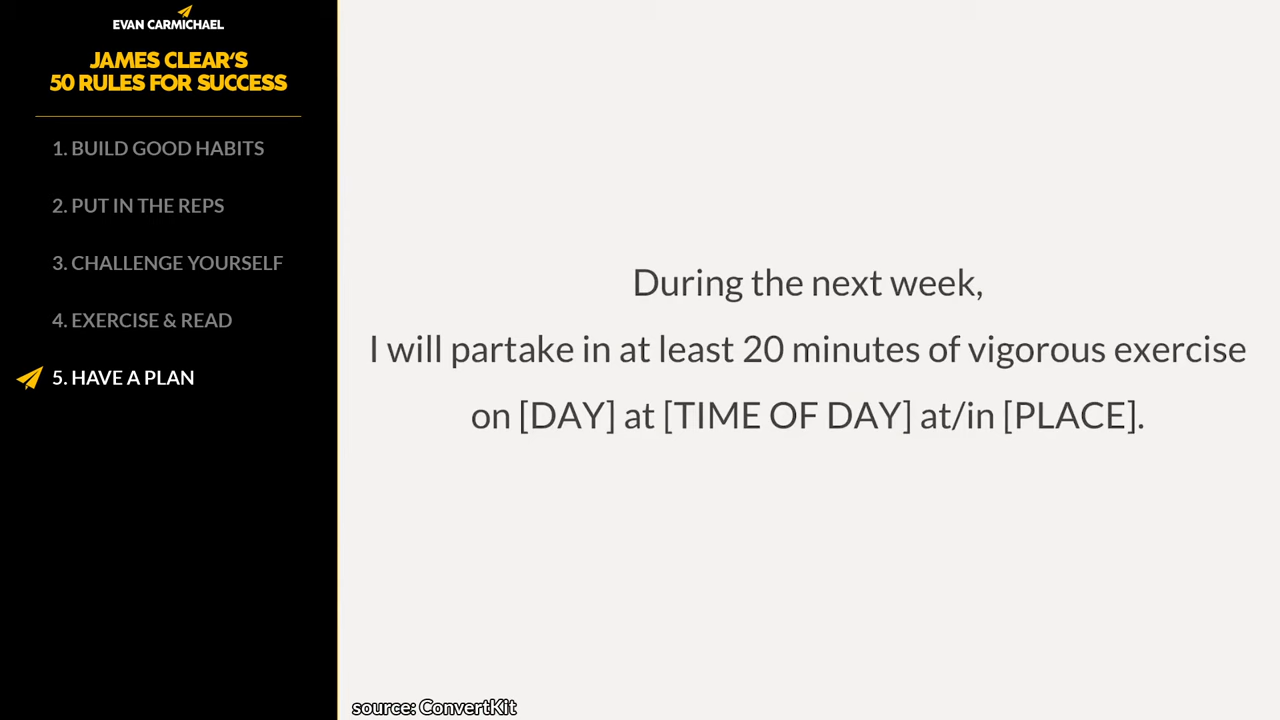 EVAN CARMICHAEL
JAMES CLEAR'S
50 RULES FOR SUCCESS
1. BUILD GOOD HABITS
2. PUT IN THE REPS
3. CHALLENGE YOURSELF
4. EXERCISE & READ
5. HAVE A PLAN
During the next week,
I will partake in at least 20 minutes of vigorous exercise
on [DAY] at [TIME OF DAY] at/in [PLACE].
source: ConvertKit